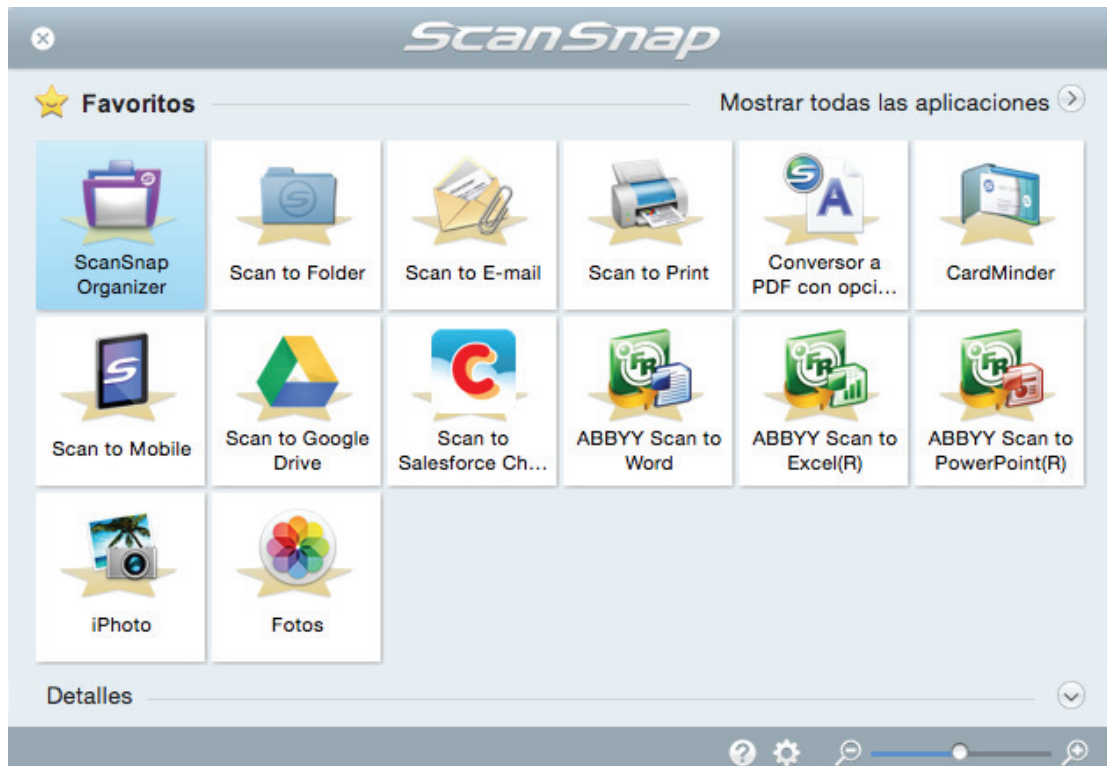 ScanSnap
Favoritos
Mostrar todas las aplicaciones
ScanSnap
Organizer
Scan to Folder
Scan to E-mail
Scan to Print
Conversor a
PDF con opci...
CardMinder
Scan to Mobile
Scan to Google
Drive
Scan to
Salesforce Ch...
ABBYY Scan to
Word
ABBYY Scan to
Excel(R)
ABBYY Scan to
PowerPoint(R)
iPhoto
Fotos
Detalles